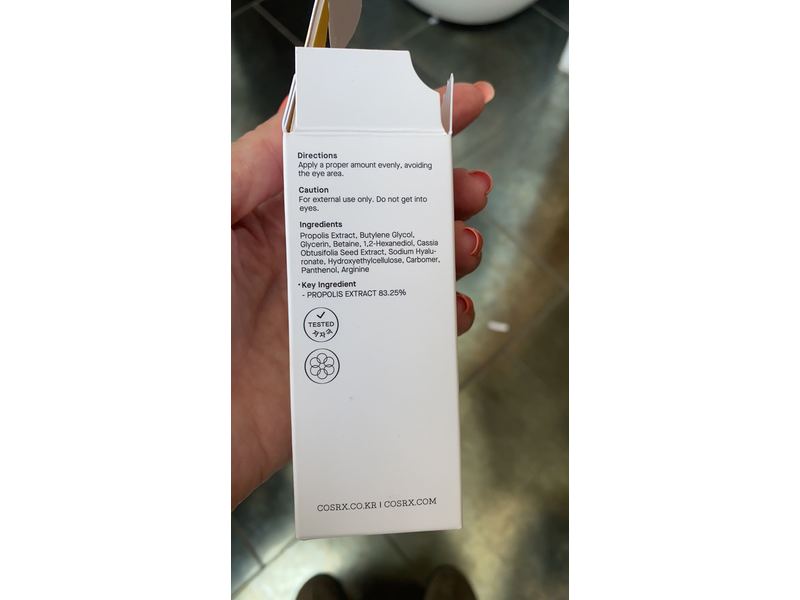 Directions
Apply a proper amount evenly, avoiding
the eye area.
Caution
For external use only. Do not get into
eyes.
Ingredients
Propolis Extract, Butylene Glycol,
Glycerin, Betaine, 1,2-Hexanediol, Cassia
Obtusifolia Seed Extract, Sodium Hyalu-
ronate, Hydroxyethylcellulose, Carbomer,
Panthenol, Arginine
• Key Ingredient
- PROPOLIS EXTRACT 83.25%
TESTED
COSRX.CO.KR | COSRX.COM